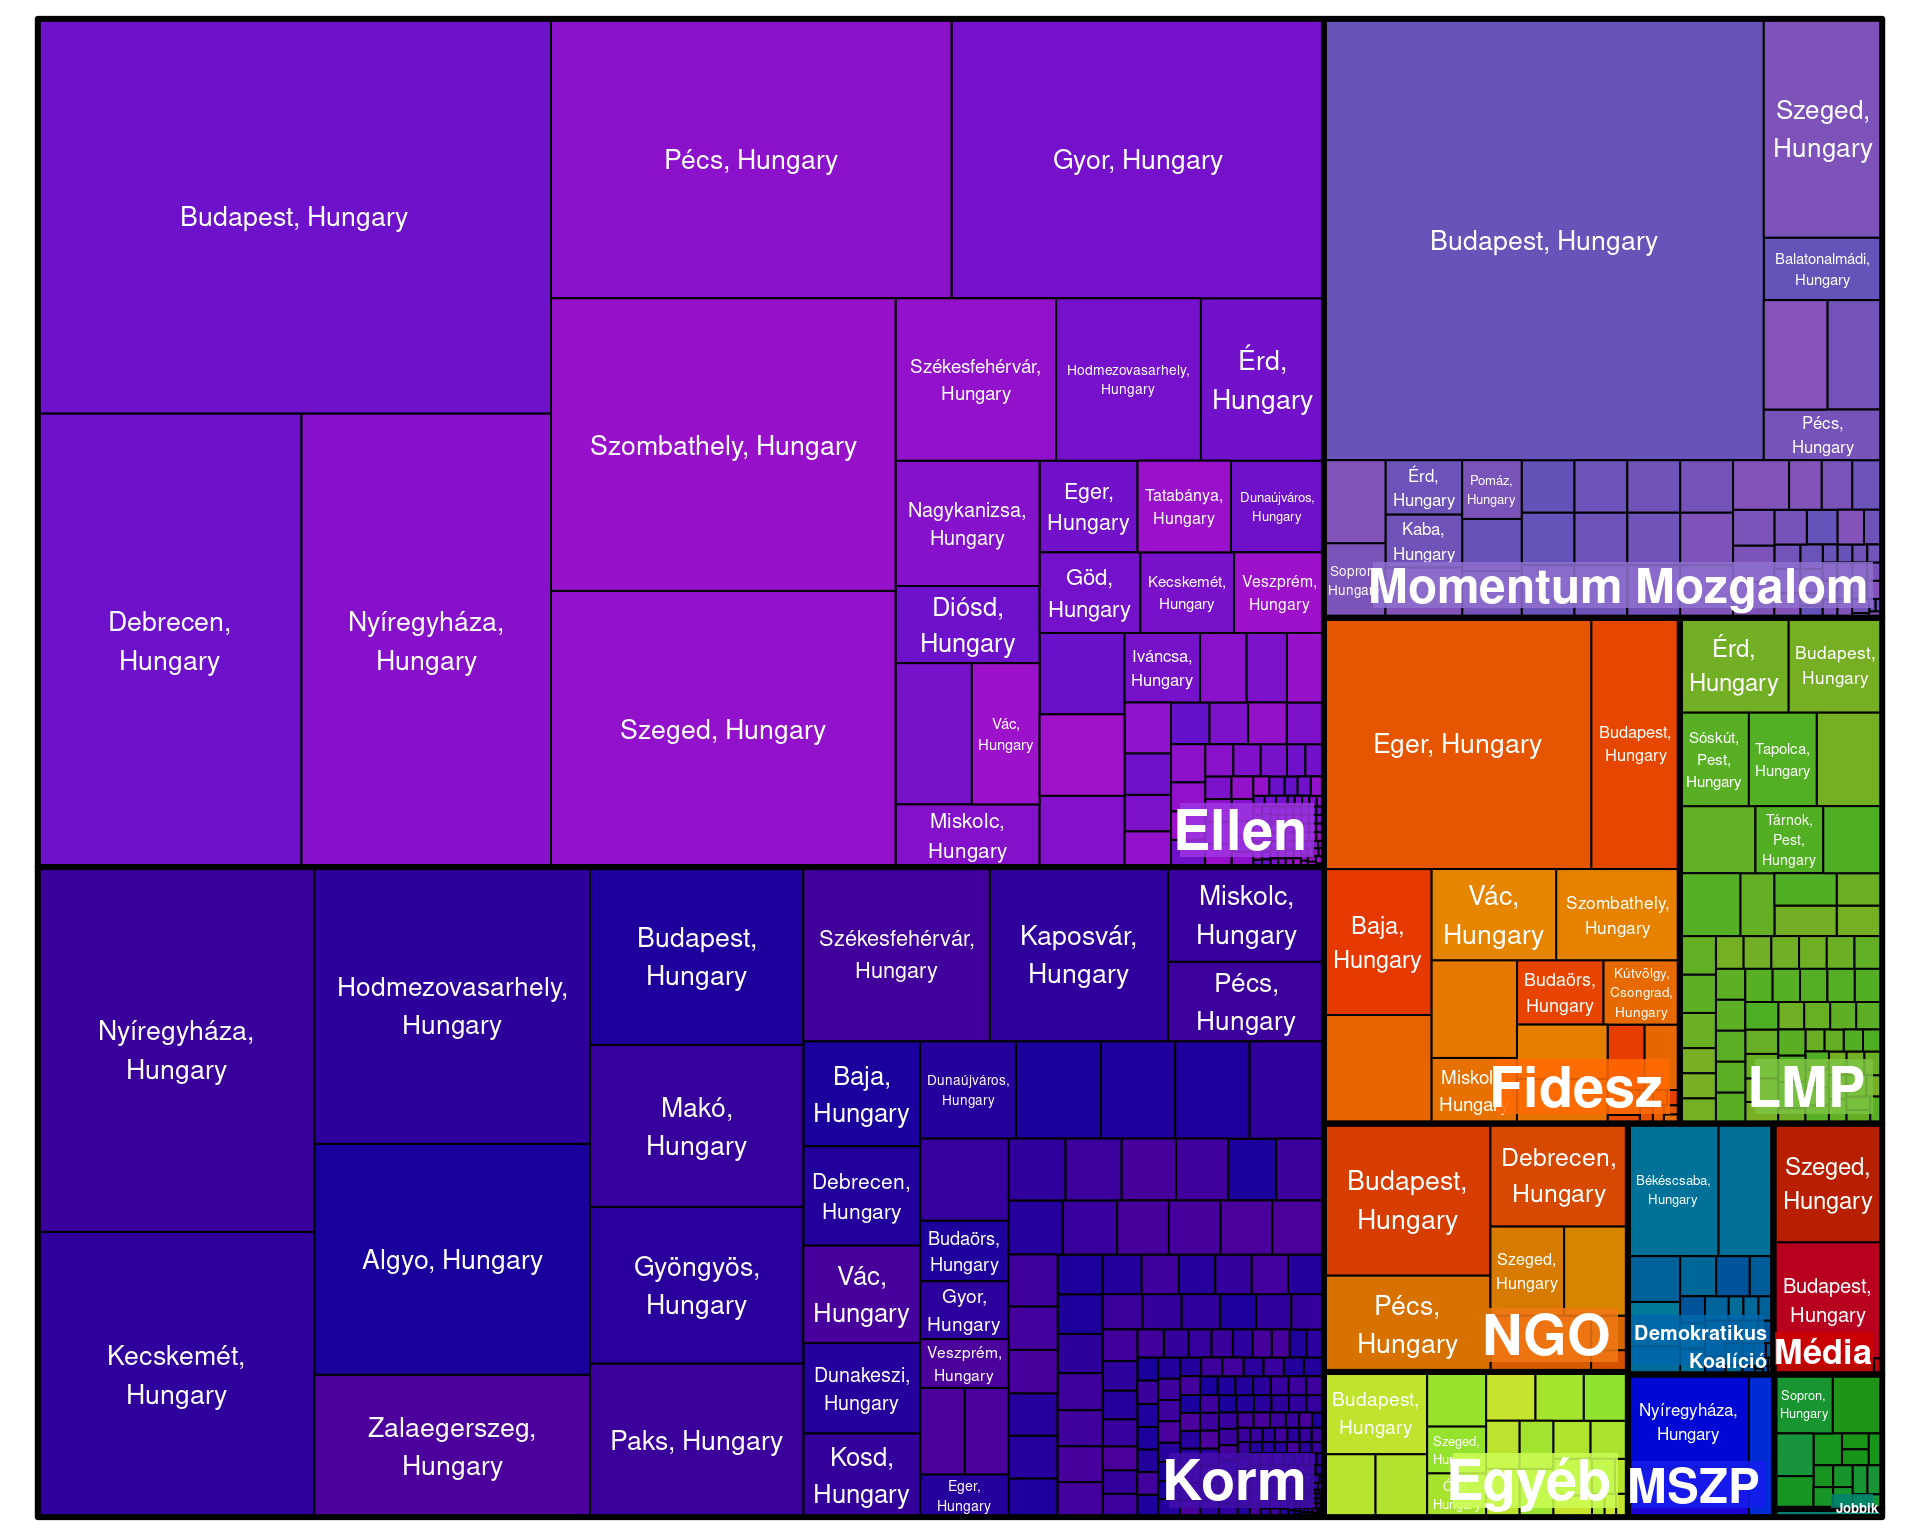 Budapest, Hungary
Pécs, Hungary
Gyor, Hungary
Debrecen,
Hungary
Nyíregyháza,
Hungary
Szombathely, Hungary
Szeged, Hungary
Székesfehérvár,
Hungary
Hodmezovasarhely,
Hungary
Érd,
Hungary
Nagykanizsa,
Hungary
Eger,
Hungary
Tatabánya,
Hungary
Dunaújváros,
Hungary
Diósd,
Hungary
Göd,
Hungary
Kecskemét,
Hungary
Veszprém,
Hungary
Iváncsa,
Hungary
Vác,
Hungary
Miskolc,
Hungary
Ellen
Budapest, Hungary
Szeged,
Hungary
Balatonalmádi,
Hungary
Pécs,
Hungary
Érd,
Hungary
Pomáz,
Hungary
Kaba,
Hungary
Sopron
Hungar
Momentum Mozgalom
Eger, Hungary
Budapest,
Hungary
Baja,
Hungary
Vác,
Hungary
Szombathely,
Hungary
Budaörs,
Hungary
Kútvölgy,
Csongrad,
Hungary
Miskol
Hungary
Fidesz
Érd,
Hungary
Budapest,
Hungary
Sóskút,
Pest,
Hungary
Tapolca,
Hungary
Tárnok,
Pest,
Hungary
LMP
Nyíregyháza,
Hungary
Kecskemét,
Hungary
Hodmezovasarhely,
Hungary
Algyo, Hungary
Zalaegerszeg,
Hungary
Budapest,
Hungary
Makó,
Hungary
Gyöngyös,
Hungary
Paks, Hungary
Székesfehérvár,
Hungary
Kaposvár,
Hungary
Miskolc,
Hungary
Pécs,
Hungary
Baja,
Hungary
Dunaújváros,
Hungary
Debrecen,
Hungary
Budaörs,
Hungary
Vác,
Hungary
Gyor,
Hungary
Veszprém,
Hungary
Dunakeszi,
Hungary
Kosd,
Hungary
Eger,
Hungary
Korm
Budapest,
Hungary
Debrecen,
Hungary
Szeged,
Hungary
Pécs,
Hungary
NGO
Békéscsaba,
Hungary
Demokratikus
Koalíció
Szeged,
Hungary
Budapest,
Hungary
Média
Budapest,
Hungary
Szeged,
Egyéb
Nyíregyháza,
Hungary
MSZP
Sopron,
Hungary
Jobbik